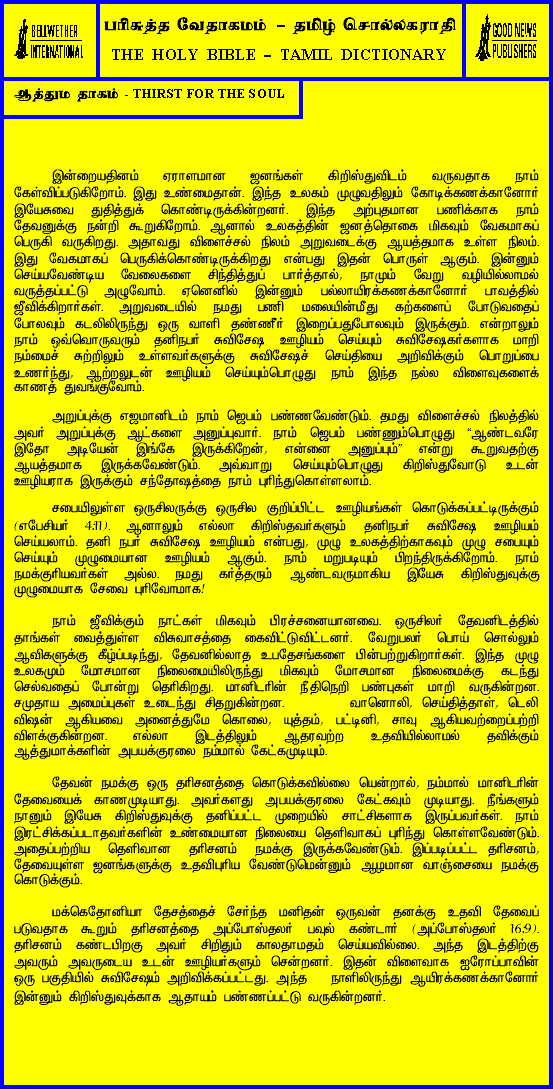 BELLWETHER
INTERNATIONAL
பரிசுத்த வேதாகமம் – தமிழ் சொல்லகராதி
THE HOLY BIBLE – TAMIL DICTIONARY
GOOD NEWS
PUBLISHERS
ஆத்தும தாகம் - THIRST FOR THE SOUL
இன்றையதினம் ஏராளமான ஜனங்கள் கிறிஸ்துவிடம் வருவதாக நாம்
கேள்விப்படுகிறோம். இது உண்மைதான். இந்த உலகம் முழுவதிலும் கோடிக்கணக்கானோர்
இயேசுவை துதித்துக் கொண்டிருக்கின்றனர். இந்த அற்புதமான பணிக்காக நாம்
தேவனுக்கு நன்றி கூறுகிறோம். ஆனால் உலகத்தின் ஜனத்தொகை மிகவும் வேகமாகப்
பெருகி வருகிறது. அதாவது விளைச்சல் நிலம் அறுவடைக்கு ஆயத்தமாக உள்ள நிலம்.
இது வேகமாகப் பெருகிக்கொண்டிருக்கிறது என்பது இதன் பொருள் ஆகும். இன்னும்
செய்யவேண்டிய வேலைகளை சிந்தித்துப் பார்த்தால், நாமும் வேறு வழியில்லாமல்
வருத்தப்பட்டு அழுவோம். ஏனெனில் இன்னும் பல்லாயிரக்கணக்கானோர் பாவத்தில்
ஜீவிக்கிறார்கள். அறுவடையில் நமது பணி மலையின்மீது கற்களைப் போடுவதைப்
போலவும் கடலிலிருந்து ஒரு வாளி தண்ணீர் இறைப்பதுபோலவும் இருக்கும். என்றாலும்
நாம் ஒவ்வொருவரும் தனிநபர் சுவிசேஷ ஊழியம் செய்யும் சுவிசேஷகர்களாக மாறி
நம்மைச் சுற்றிலும் உள்ளவர்களுக்கு சுவிசேஷச் செய்தியை அறிவிக்கும் பொறுப்பை
உணர்ந்து, ஆற்றலுடன் ஊழியம் செய்யும்பொழுது நாம் இந்த நல்ல விளைவுகளைக்
காணத் துவங்குவோம்.
அறுப்புக்கு எஜமானிடம் நாம் ஜெபம் பண்ணவேண்டும். தமது விளைச்சல் நிலத்தில்
அவர் அறுப்புக்கு ஆட்களை அனுப்புவார். நாம் ஜெபம் பண்ணும்பொழுது “ஆண்டவரே
இதோ அடியேன் இங்கே இருக்கிறேன், என்னை அனுப்பும்” என்று கூறுவதற்கு
ஆயத்தமாக இருக்கவேண்டும். அவ்வாறு செய்யும்பொழுது கிறிஸ்துவோடு உடன்
ஊழியராக இருக்கும் சந்தோஷத்தை நாம் புரிந்துகொள்ளலாம்.
சபையிலுள்ள ஒருசிலருக்கு ஒருசில குறிப்பிட்ட ஊழியங்கள் கொடுக்கப்பட்டிருக்கும்
(எபேசியர் 4:11). ஆனாலும் எல்லா கிறிஸ்தவர்களும் தனிநபர் சுவிசேஷ ஊழியம்
செய்யலாம். தனி நபர் சுவிசேஷ ஊழியம் என்பது, முழு உலகத்திற்காகவும் முழு சபையும்
செய்யும் முழுமையான ஊழியம் ஆகும். நாம் மறுபடியும் பிறந்திருக்கிறோம். நாம்
நமக்குரியவர்கள் அல்ல. நமது கர்த்தரும் ஆண்டவருமாகிய இயேசு கிறிஸ்துவுக்கு
முழுமையாக சேவை புரிவோமாக!
நாம் ஜீவிக்கும் நாட்கள் மிகவும் பிரச்சனையானவை. ஒருசிலர் தேவனிடத்தில்
தாங்கள் வைத்துள்ள விசுவாசத்தை கைவிட்டுவிட்டனர். வேறுபலர் பொய் சொல்லும்
ஆவிகளுக்கு கீழ்ப்படிந்து, தேவனில்லாத உபதேசங்களை பின்பற்றுகிறார்கள். இந்த முழு
உலகமும் மோசமான நிலைமையிலிருந்து மிகவும் மோசமான நிலைமைக்கு கடந்து
செல்வதைப் போன்று தெரிகிறது. மானிடரின் நீதிநெறி பண்புகள் மாறி வருகின்றன.
சமுதாய அமைப்புகள் உடைந்து சிதறுகின்றன. வானொலி, செய்தித்தாள், டெலி
விஷன் ஆகியவை அனைத்துமே கொலை, யுத்தம், பட்டினி, சாவு ஆகியவற்றைப்பற்றி
விளக்குகின்றன. எல்லா இடத்திலும் ஆதரவற்ற உதவியில்லாமல் தவிக்கும்
ஆத்துமாக்களின் அபயக்குரலை நம்மால் கேட்கமுடியும்.
தேவன் நமக்கு ஒரு தரிசனத்தை கொடுக்கவில்லை யென்றால், நம்மால் மானிடரின்
தேவையைக் காணமுடியாது. அவர்களது அபயக்குரலை கேட்கவும் முடியாது. நீங்களும்
நானும் இயேசு கிறிஸ்துவுக்கு தனிப்பட்ட முறையில் சாட்சிகளாக இருப்பவர்கள். நாம்
இரட்சிக்கப்படாதவர்களின் உண்மையான நிலையை தெளிவாகப் புரிந்து கொள்ளவேண்டும்.
அதைப்பற்றிய தெளிவான தரிசனம் நமக்கு இருக்கவேண்டும். இப்படிப்பட்ட தரிசனம்,
தேவையுள்ள ஜனங்களுக்கு உதவிபுரிய வேண்டுமென்னும் ஆழமான வாஞ்சையை நமக்கு
கொடுக்கும்.
மக்கெதோனியா தேசத்தைச் சேர்ந்த மனிதன் ஒருவன் தனக்கு உதவி தேவைப்
படுவதாக கூறும் தரிசனத்தை அப்போஸ்தலர் பவுல் கண்டார் (அப்போஸ்தலர் 16:9).
தரிசனம் கண்டபிறகு அவர் சிறிதும் காலதாமதம் செய்யவில்லை. அந்த இடத்திற்கு
அவரும் அவருடைய உடன் ஊழியர்களும் சென்றனர். இதன் விளைவாக ஐரோப்பாவின்
ஒரு பகுதியில் சுவிசேஷம் அறிவிக்கப்பட்டது. அந்த நாளிலிருந்து ஆயிரக்கணக்கானோர்
இன்னும் கிறிஸ்துவுக்காக ஆதாயம் பண்ணப்பட்டு வருகின்றனர்.